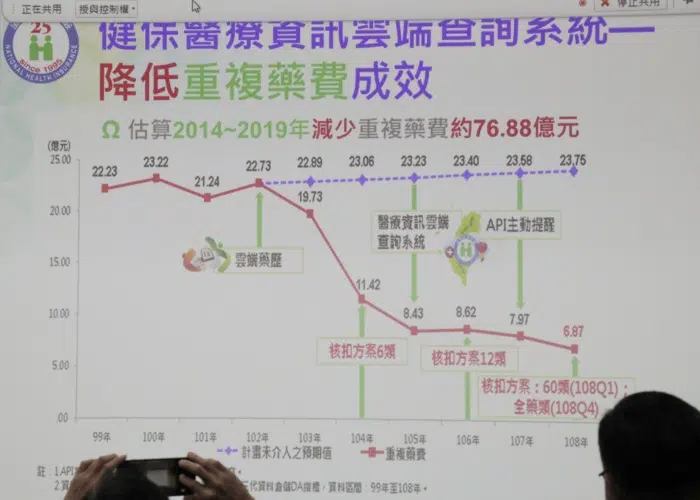 正在共用 授與控制權 停止共用
25
since 1995
NATIONAL HEALTH INSURANCE
健保醫療資訊雲端查詢系統—
降低重複藥費成效
Ω 估算2014~2019年減少重複藥費約76.88億元
(億元)
25.00
20.00
15.00
10.00
5.00
.00
22.23 23.22 21.24 22.73 22.89 23.06 23.23 23.40 23.58 23.75
19.73
11.42
8.43 8.62 7.97 6.87
雲端藥歷
醫療資訊雲端
查詢系統
API主動提醒
核扣方案6類
核扣方案12類
核扣方案：60類(108Q1)；
全藥類(108Q4)
99年 100年 101年 102年 103年 104年 105年 106年 107年 108年
計畫未介入之預期值 重複藥費
註：1.API
2.資 三代資料倉儲DA擷檔，資料區間：99年至108年。